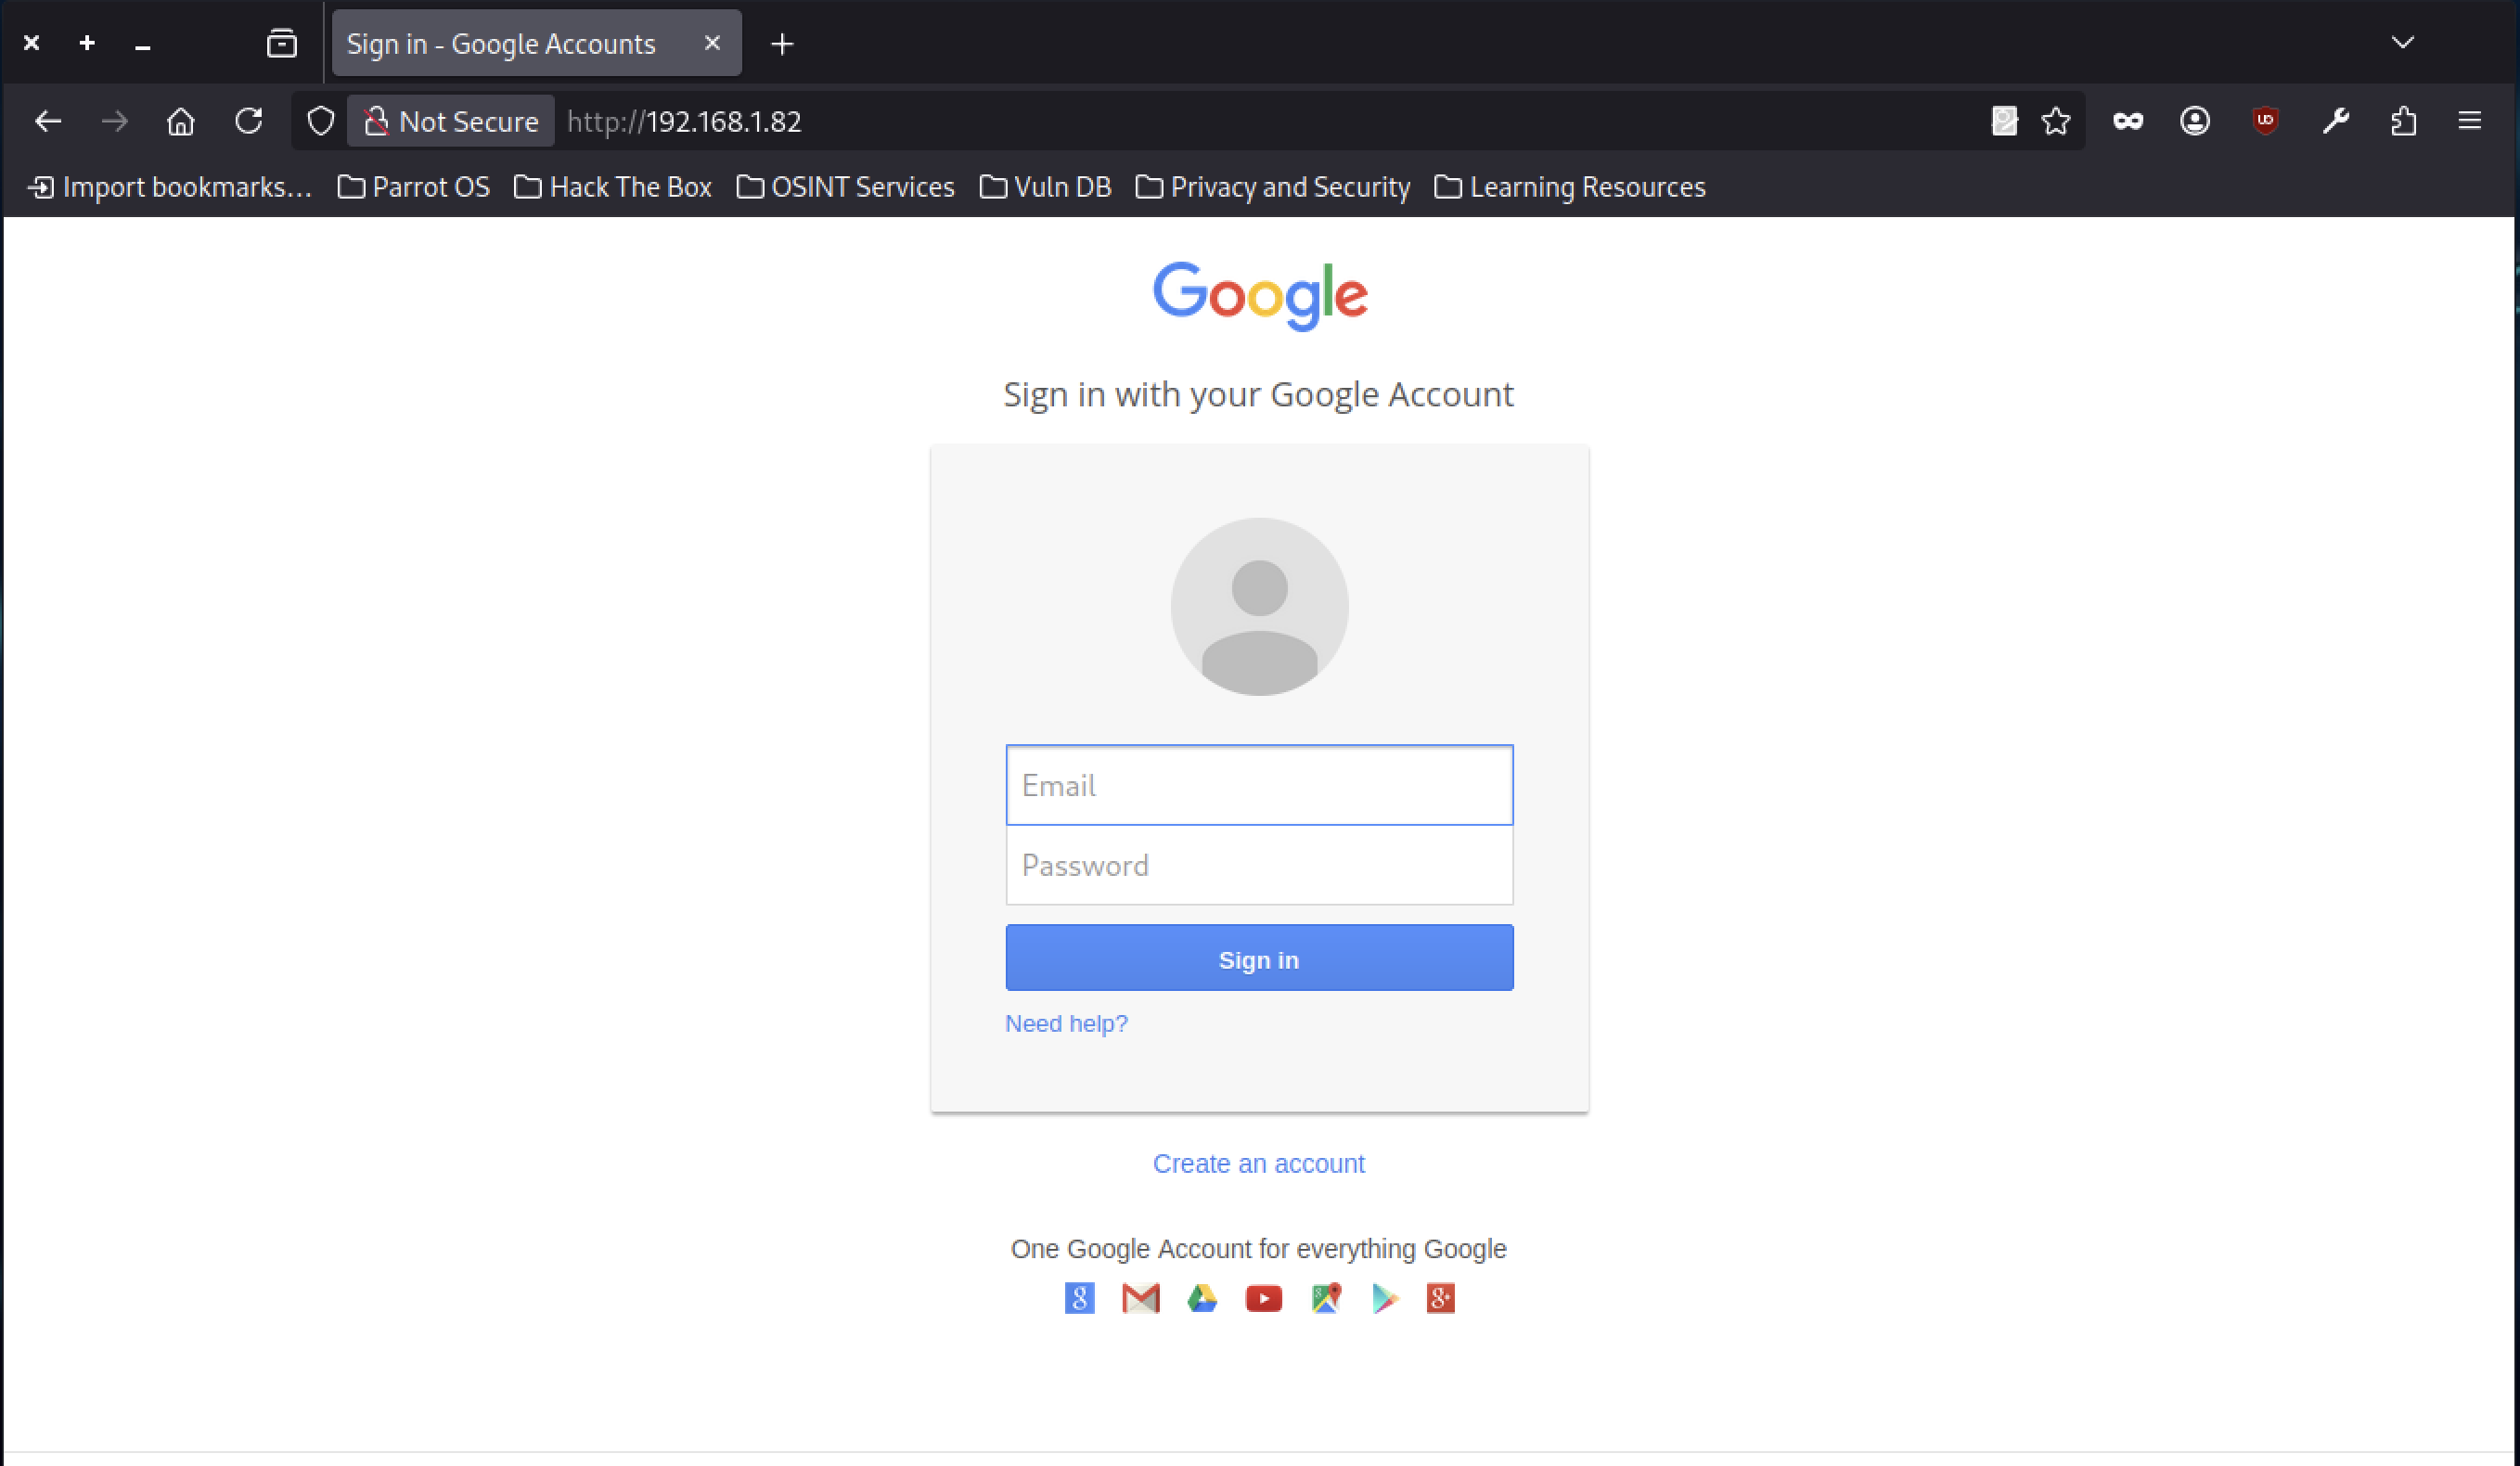 Sign in - Google Accounts
Not Secure http://192.168.1.82
Import bookmarks... Parrot OS Hack The Box OSINT Services Vuln DB Privacy and Security Learning Resources
Google
Sign in with your Google Account
Email
Password
Sign in
Need help?
Create an account
One Google Account for everything Google